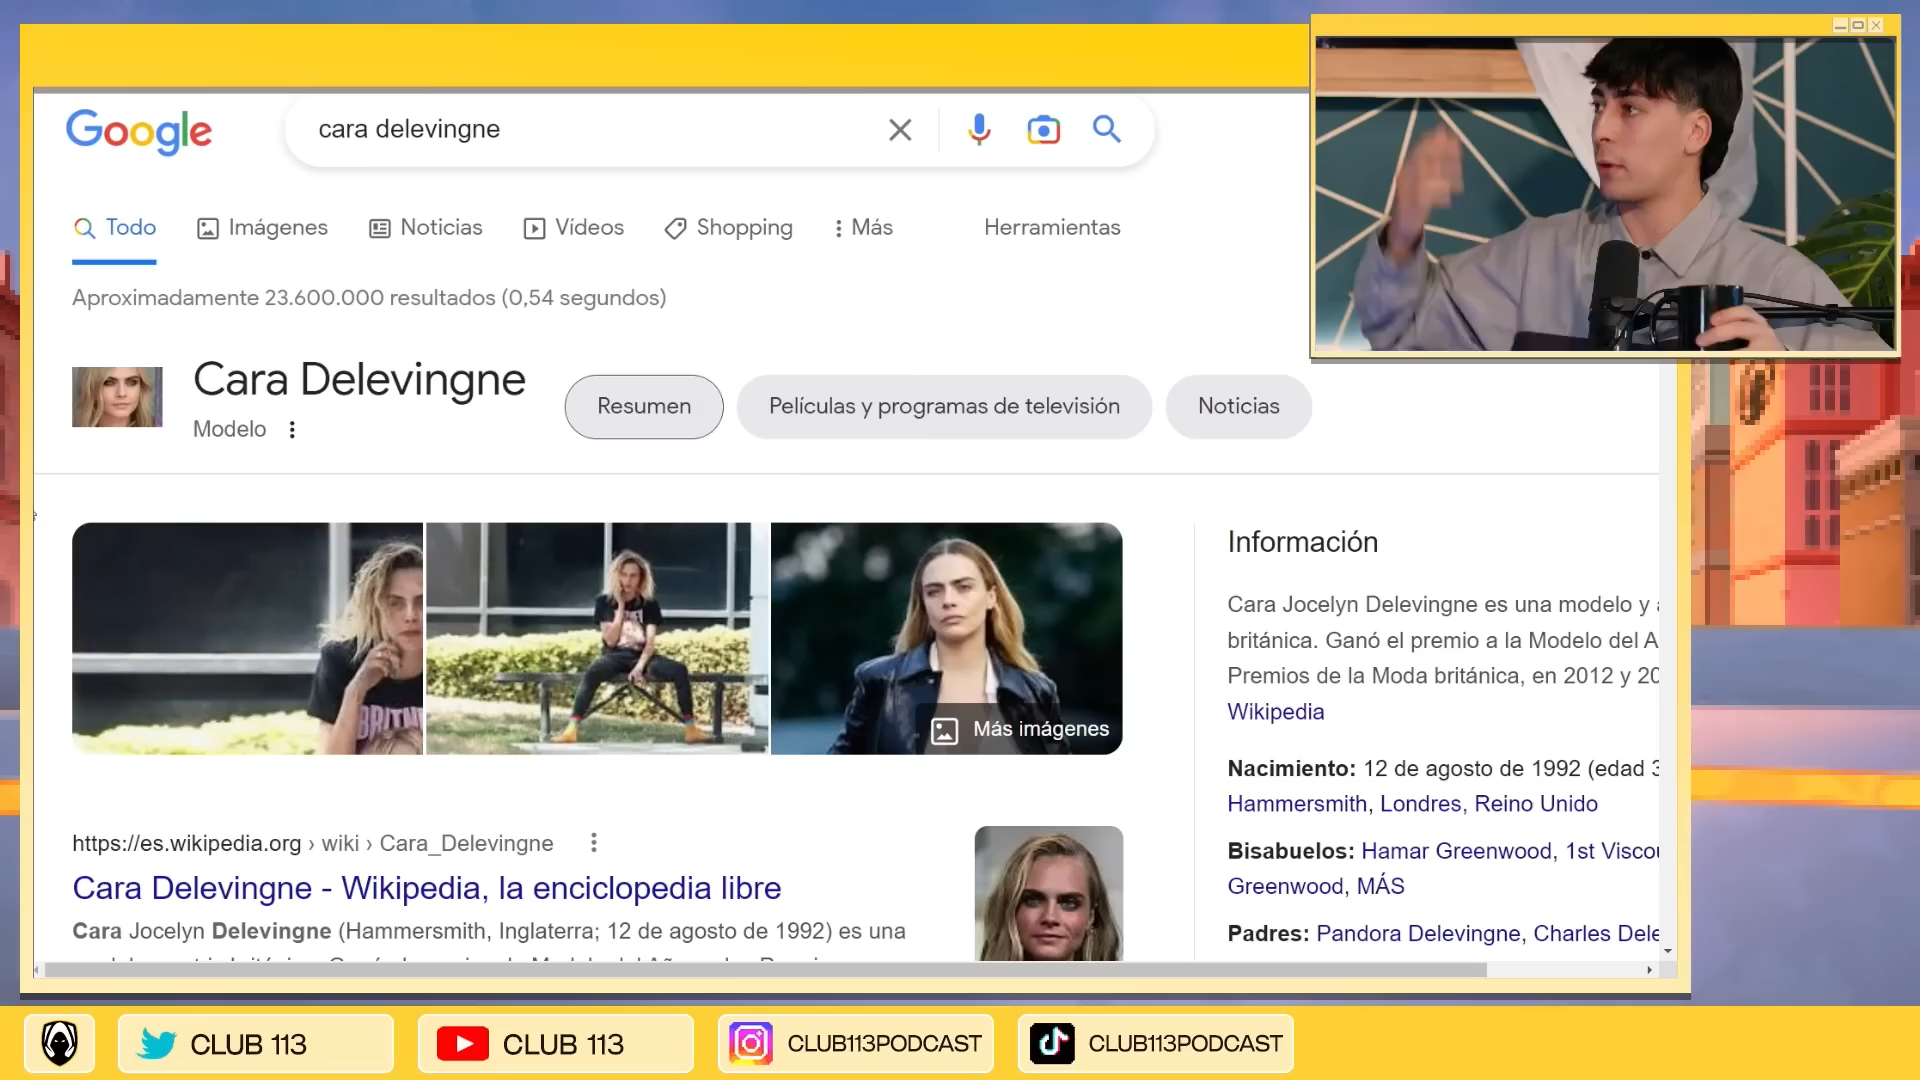 Google
cara delevingne
Todo
Imágenes
Noticias
Vídeos
Shopping
Más
Herramientas
Aproximadamente 23.600.000 resultados (0,54 segundos)
Cara Delevingne
Modelo
Resumen
Películas y programas de televisión
Noticias
Más imágenes
https://es.wikipedia.org › wiki › Cara_Delevingne
Cara Delevingne - Wikipedia, la enciclopedia libre
Cara Jocelyn Delevingne (Hammersmith, Inglaterra; 12 de agosto de 1992) es una
Información
Cara Jocelyn Delevingne es una modelo y
británica. Ganó el premio a la Modelo del A
Premios de la Moda británica, en 2012 y 20
Wikipedia
Nacimiento: 12 de agosto de 1992 (edad 3
Hammersmith, Londres, Reino Unido
Bisabuelos: Hamar Greenwood, 1st Visco
Greenwood, MÁS
Padres: Pandora Delevingne, Charles Dele
CLUB 113
CLUB 113
CLUB113PODCAST
CLUB113PODCAST